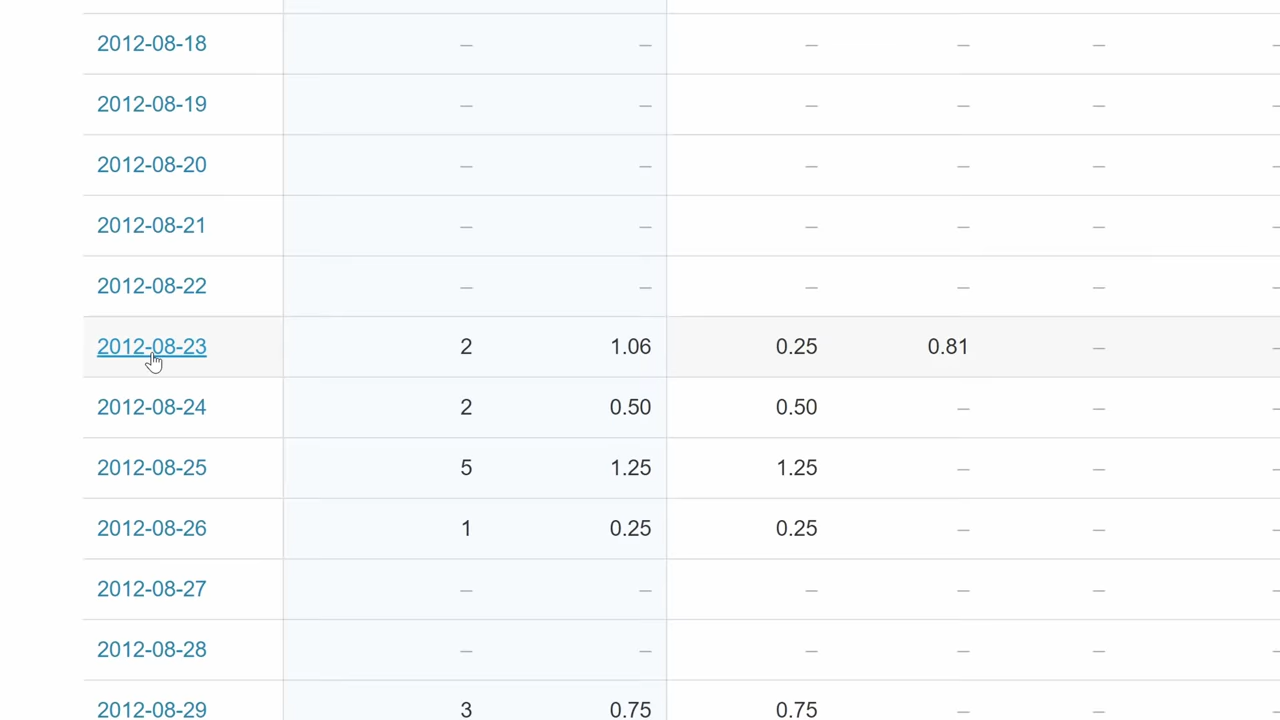 2012-08-18 – – – – – –
2012-08-19 – – – – – –
2012-08-20 – – – – – –
2012-08-21 – – – – – –
2012-08-22 – – – – – –
2012-08-23 2 1.06 0.25 0.81 – –
2012-08-24 2 0.50 0.50 – – –
2012-08-25 5 1.25 1.25 – – –
2012-08-26 1 0.25 0.25 – – –
2012-08-27 – – – – – –
2012-08-28 – – – – – –
2012-08-29 3 0.75 0.75 – – –